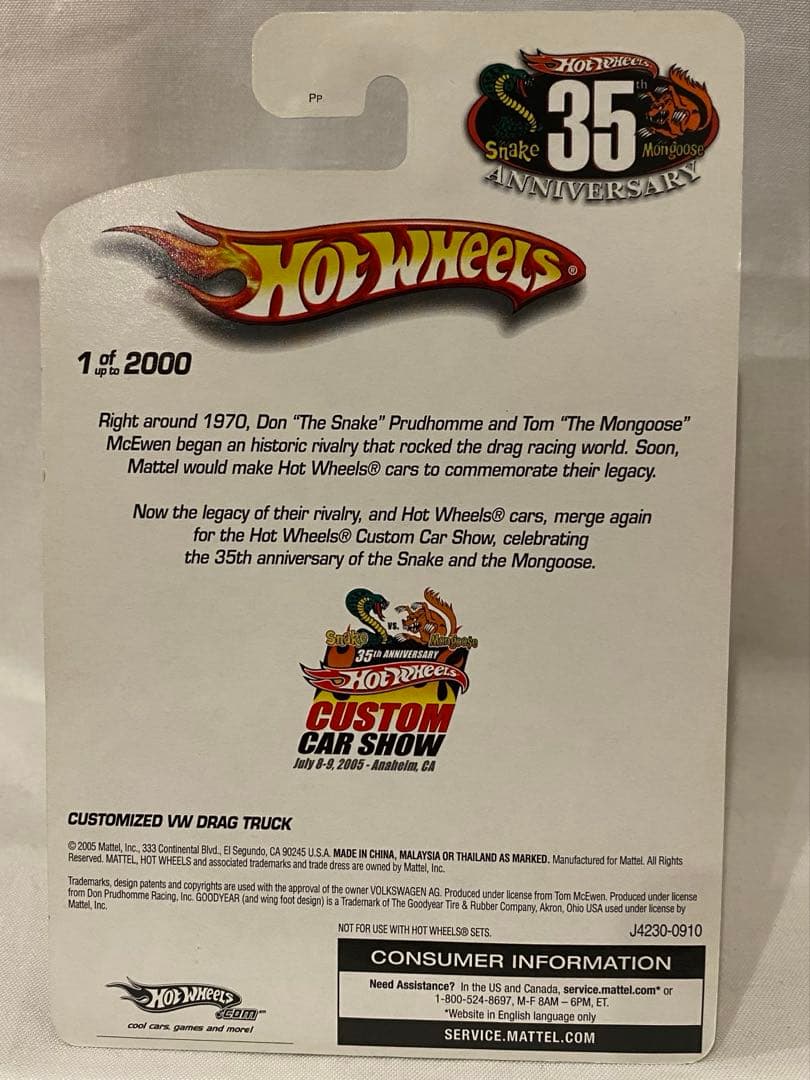 PP
HOT WHEELS
Snake 35th Mongoose
ANNIVERSARY
HOT WHEELS®
1 of up to 2000
Right around 1970, Don “The Snake” Prudhomme and Tom “The Mongoose”
McEwen began an historic rivalry that rocked the drag racing world. Soon,
Mattel would make Hot Wheels® cars to commemorate their legacy.
Now the legacy of their rivalry, and Hot Wheels® cars, merge again
for the Hot Wheels® Custom Car Show, celebrating
the 35th anniversary of the Snake and the Mongoose.
Snake vs. Mongoose
35th ANNIVERSARY
HOT WHEELS
CUSTOM
CAR SHOW
July 8-9, 2005 - Anaheim, CA
CUSTOMIZED VW DRAG TRUCK
© 2005 Mattel, Inc., 333 Continental Blvd., El Segundo, CA 90245 U.S.A. MADE IN CHINA, MALAYSIA OR THAILAND AS MARKED. Manufactured for Mattel. All Rights
Reserved. MATTEL, HOT WHEELS and associated trademarks and trade dress are owned by Mattel, Inc.
Trademarks, design patents and copyrights are used with the approval of the owner VOLKSWAGEN AG. Produced under license from Tom McEwen. Produced under license
from Don Prudhomme Racing, Inc. GOODYEAR (and wing foot design) is a Trademark of The Goodyear Tire & Rubber Company, Akron, Ohio USA used under license by
Mattel, Inc.
NOT FOR USE WITH HOT WHEELS® SETS.
J4230-0910
CONSUMER INFORMATION
Need Assistance? In the US and Canada, service.mattel.com* or
1-800-524-8697, M-F 8AM – 6PM, ET.
*Website in English language only
SERVICE.MATTEL.COM
HOT WHEELS
.COM™
cool cars, games and more!